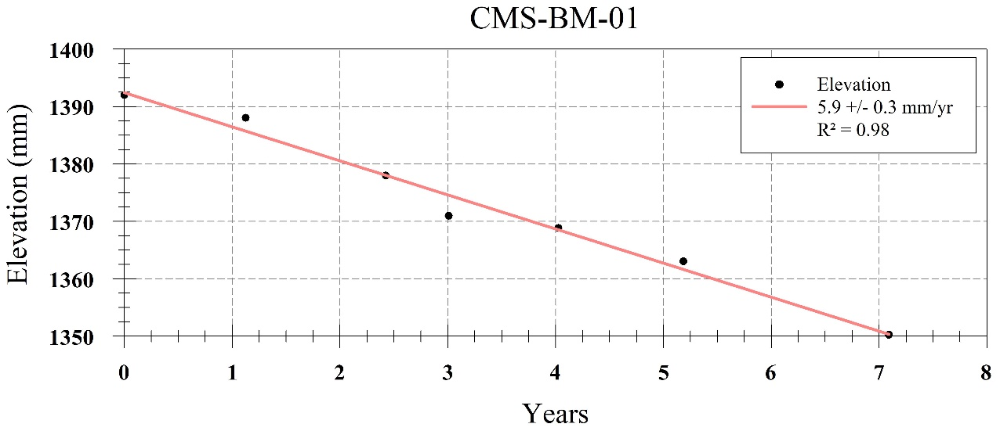 CMS-BM-01
1400
1390
1380
1370
1360
1350
Elevation (mm)
Elevation
5.9 +/- 0.3 mm/yr
R² = 0.98
0 1 2 3 4 5 6 7 8
Years